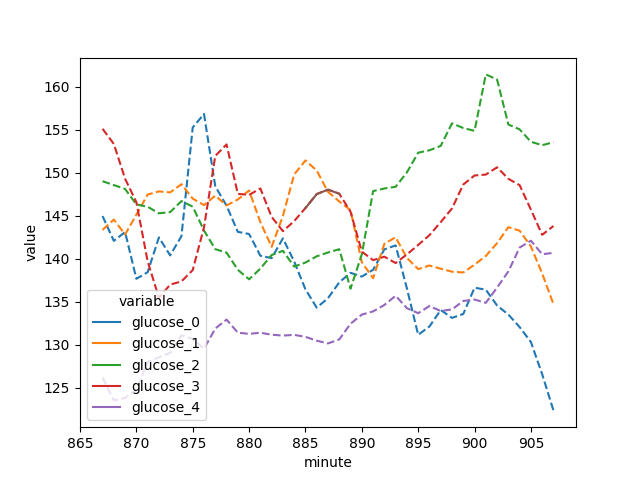 160
155
150
145
140
135
130
125
value
variable
glucose_0
glucose_1
glucose_2
glucose_3
glucose_4
865 870 875 880 885 890 895 900 905
minute